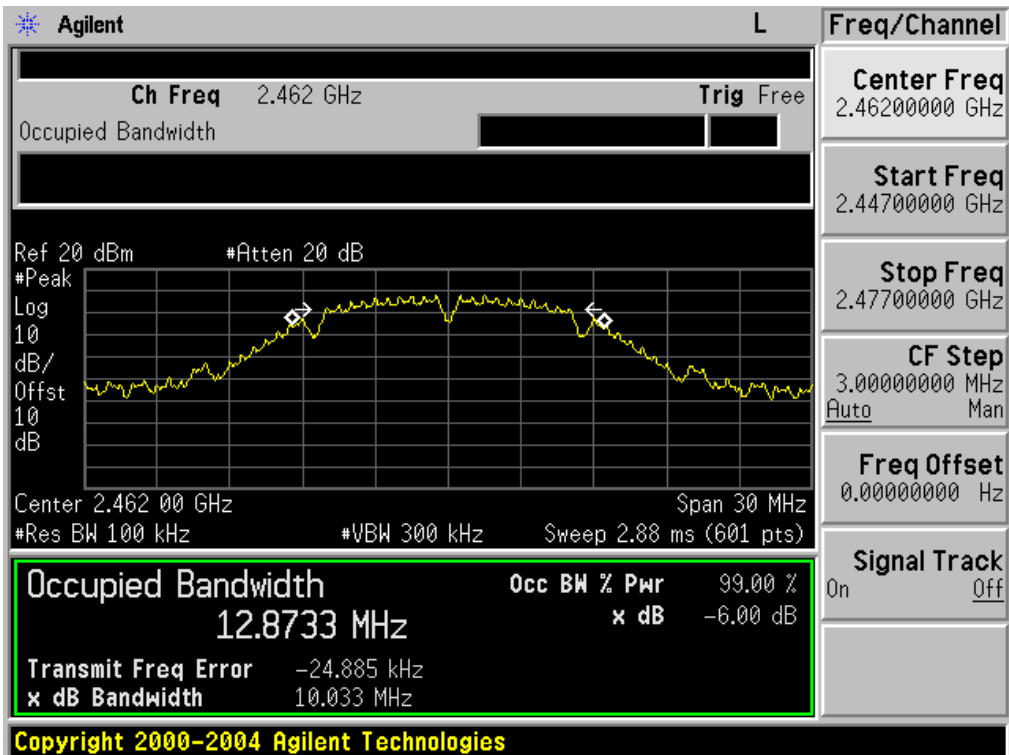 Agilent L
Ch Freq 2.462 GHz Trig Free
Occupied Bandwidth
Ref 20 dBm #Atten 20 dB
#Peak
Log
10
dB/
Offst
10
dB
Center 2.462 00 GHz Span 30 MHz
#Res BW 100 kHz #VBW 300 kHz Sweep 2.88 ms (601 pts)
Occupied Bandwidth Occ BW % Pwr 99.00 %
12.8733 MHz x dB -6.00 dB
Transmit Freq Error -24.885 kHz
x dB Bandwidth 10.033 MHz
Copyright 2000-2004 Agilent Technologies
Freq/Channel
Center Freq
2.46200000 GHz
Start Freq
2.44700000 GHz
Stop Freq
2.47700000 GHz
CF Step
3.00000000 MHz
Auto Man
Freq Offset
0.00000000 Hz
Signal Track
On Off